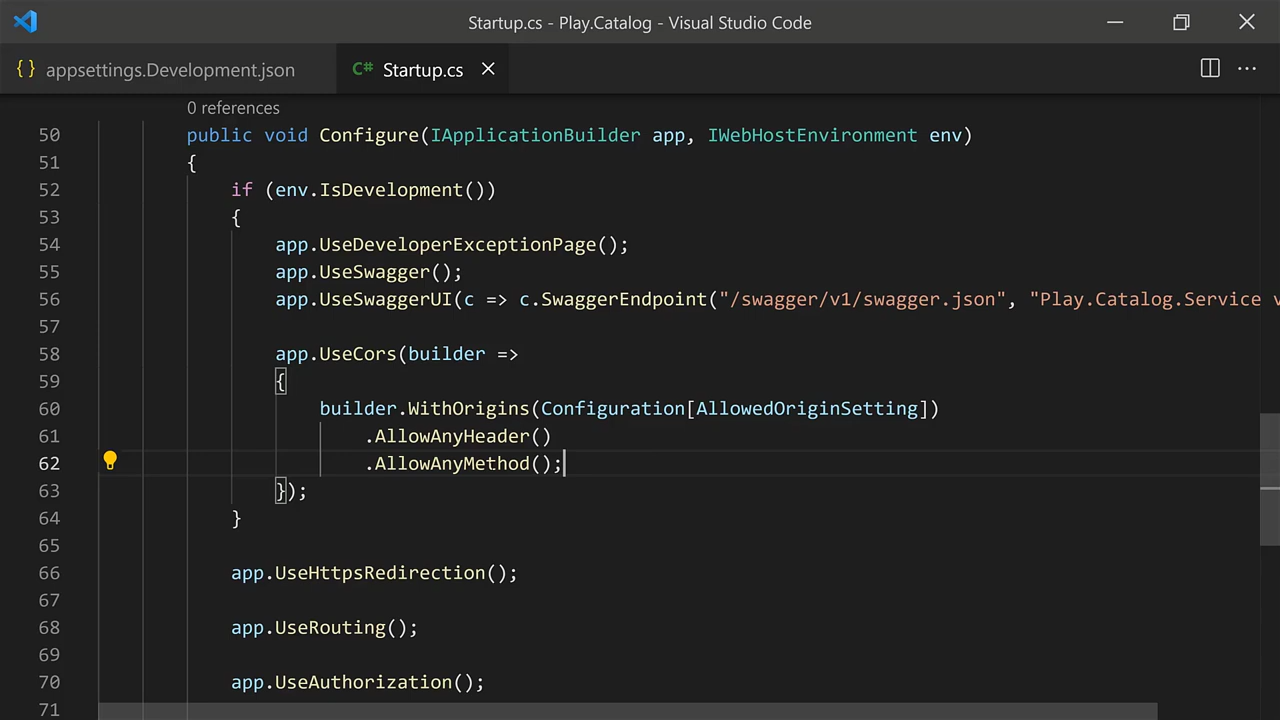 Startup.cs - Play.Catalog - Visual Studio Code
{ } appsettings.Development.json C# Startup.cs
0 references
50 public void Configure(IApplicationBuilder app, IWebHostEnvironment env)
51 {
52 if (env.IsDevelopment())
53 {
54 app.UseDeveloperExceptionPage();
55 app.UseSwagger();
56 app.UseSwaggerUI(c => c.SwaggerEndpoint("/swagger/v1/swagger.json", "Play.Catalog.Service v
57
58 app.UseCors(builder =>
59 {
60 builder.WithOrigins(Configuration[AllowedOriginSetting])
61 .AllowAnyHeader()
62 .AllowAnyMethod();
63 });
64 }
65
66 app.UseHttpsRedirection();
67
68 app.UseRouting();
69
70 app.UseAuthorization();
71